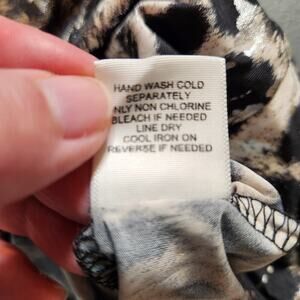 HAND WASH COLD
SEPARATELY
NLY NON CHLORINE
BLEACH IF NEEDED
LINE DRY
COOL IRON ON
REVERSE IF NEEDED